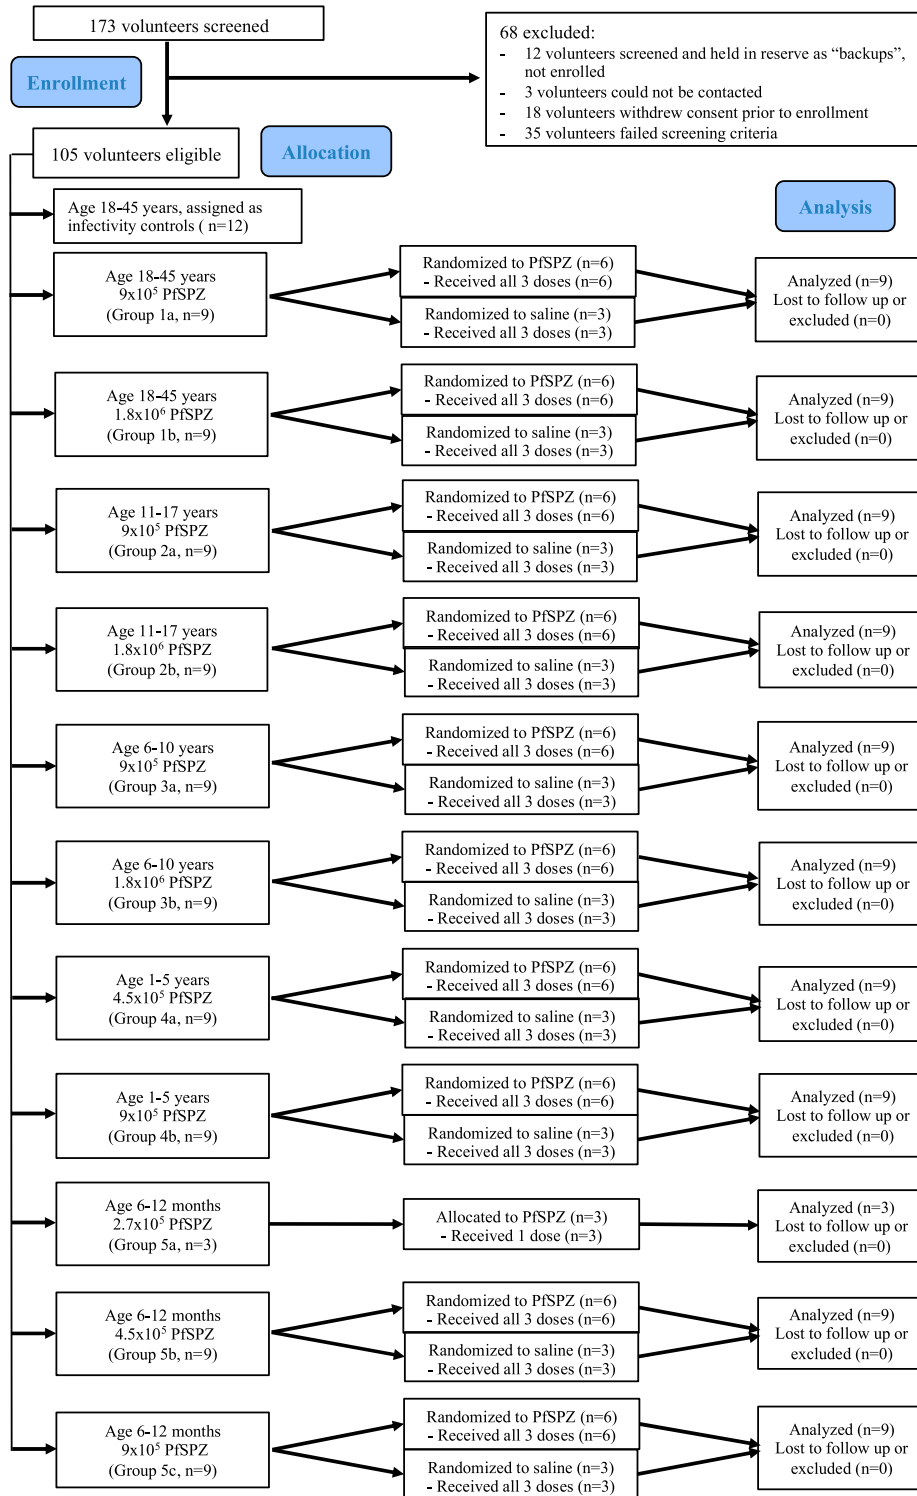 173 volunteers screened
68 excluded:
- 12 volunteers screened and held in reserve as “backups”,
not enrolled
- 3 volunteers could not be contacted
- 18 volunteers withdrew consent prior to enrollment
- 35 volunteers failed screening criteria
Enrollment
105 volunteers eligible
Allocation
Analysis
Age 18-45 years, assigned as
infectivity controls ( n=12)
Age 18-45 years
9x10⁵ PfSPZ
(Group 1a, n=9)
Randomized to PfSPZ (n=6)
- Received all 3 doses (n=6)
Randomized to saline (n=3)
- Received all 3 doses (n=3)
Analyzed (n=9)
Lost to follow up or
excluded (n=0)
Age 18-45 years
1.8x10⁶ PfSPZ
(Group 1b, n=9)
Randomized to PfSPZ (n=6)
- Received all 3 doses (n=6)
Randomized to saline (n=3)
- Received all 3 doses (n=3)
Analyzed (n=9)
Lost to follow up or
excluded (n=0)
Age 11-17 years
9x10⁵ PfSPZ
(Group 2a, n=9)
Randomized to PfSPZ (n=6)
- Received all 3 doses (n=6)
Randomized to saline (n=3)
- Received all 3 doses (n=3)
Analyzed (n=9)
Lost to follow up or
excluded (n=0)
Age 11-17 years
1.8x10⁶ PfSPZ
(Group 2b, n=9)
Randomized to PfSPZ (n=6)
- Received all 3 doses (n=6)
Randomized to saline (n=3)
- Received all 3 doses (n=3)
Analyzed (n=9)
Lost to follow up or
excluded (n=0)
Age 6-10 years
9x10⁵ PfSPZ
(Group 3a, n=9)
Randomized to PfSPZ (n=6)
- Received all 3 doses (n=6)
Randomized to saline (n=3)
- Received all 3 doses (n=3)
Analyzed (n=9)
Lost to follow up or
excluded (n=0)
Age 6-10 years
1.8x10⁶ PfSPZ
(Group 3b, n=9)
Randomized to PfSPZ (n=6)
- Received all 3 doses (n=6)
Randomized to saline (n=3)
- Received all 3 doses (n=3)
Analyzed (n=9)
Lost to follow up or
excluded (n=0)
Age 1-5 years
4.5x10⁵ PfSPZ
(Group 4a, n=9)
Randomized to PfSPZ (n=6)
- Received all 3 doses (n=6)
Randomized to saline (n=3)
- Received all 3 doses (n=3)
Analyzed (n=9)
Lost to follow up or
excluded (n=0)
Age 1-5 years
9x10⁵ PfSPZ
(Group 4b, n=9)
Randomized to PfSPZ (n=6)
- Received all 3 doses (n=6)
Randomized to saline (n=3)
- Received all 3 doses (n=3)
Analyzed (n=9)
Lost to follow up or
excluded (n=0)
Age 6-12 months
2.7x10⁵ PfSPZ
(Group 5a, n=3)
Allocated to PfSPZ (n=3)
- Received 1 dose (n=3)
Analyzed (n=3)
Lost to follow up or
excluded (n=0)
Age 6-12 months
4.5x10⁵ PfSPZ
(Group 5b, n=9)
Randomized to PfSPZ (n=6)
- Received all 3 doses (n=6)
Randomized to saline (n=3)
- Received all 3 doses (n=3)
Analyzed (n=9)
Lost to follow up or
excluded (n=0)
Age 6-12 months
9x10⁵ PfSPZ
(Group 5c, n=9)
Randomized to PfSPZ (n=6)
- Received all 3 doses (n=6)
Randomized to saline (n=3)
- Received all 3 doses (n=3)
Analyzed (n=9)
Lost to follow up or
excluded (n=0)